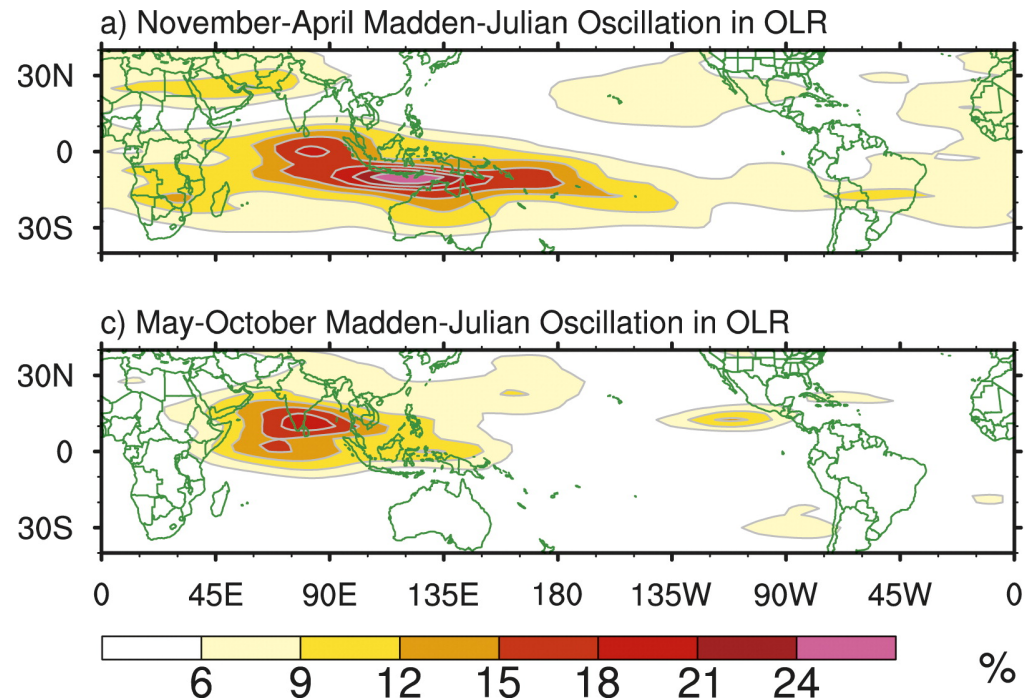 a) November-April Madden-Julian Oscillation in OLR
30N
0
30S
c) May-October Madden-Julian Oscillation in OLR
30N
0
30S
0 45E 90E 135E 180 135W 90W 45W 0
6 9 12 15 18 21 24 %